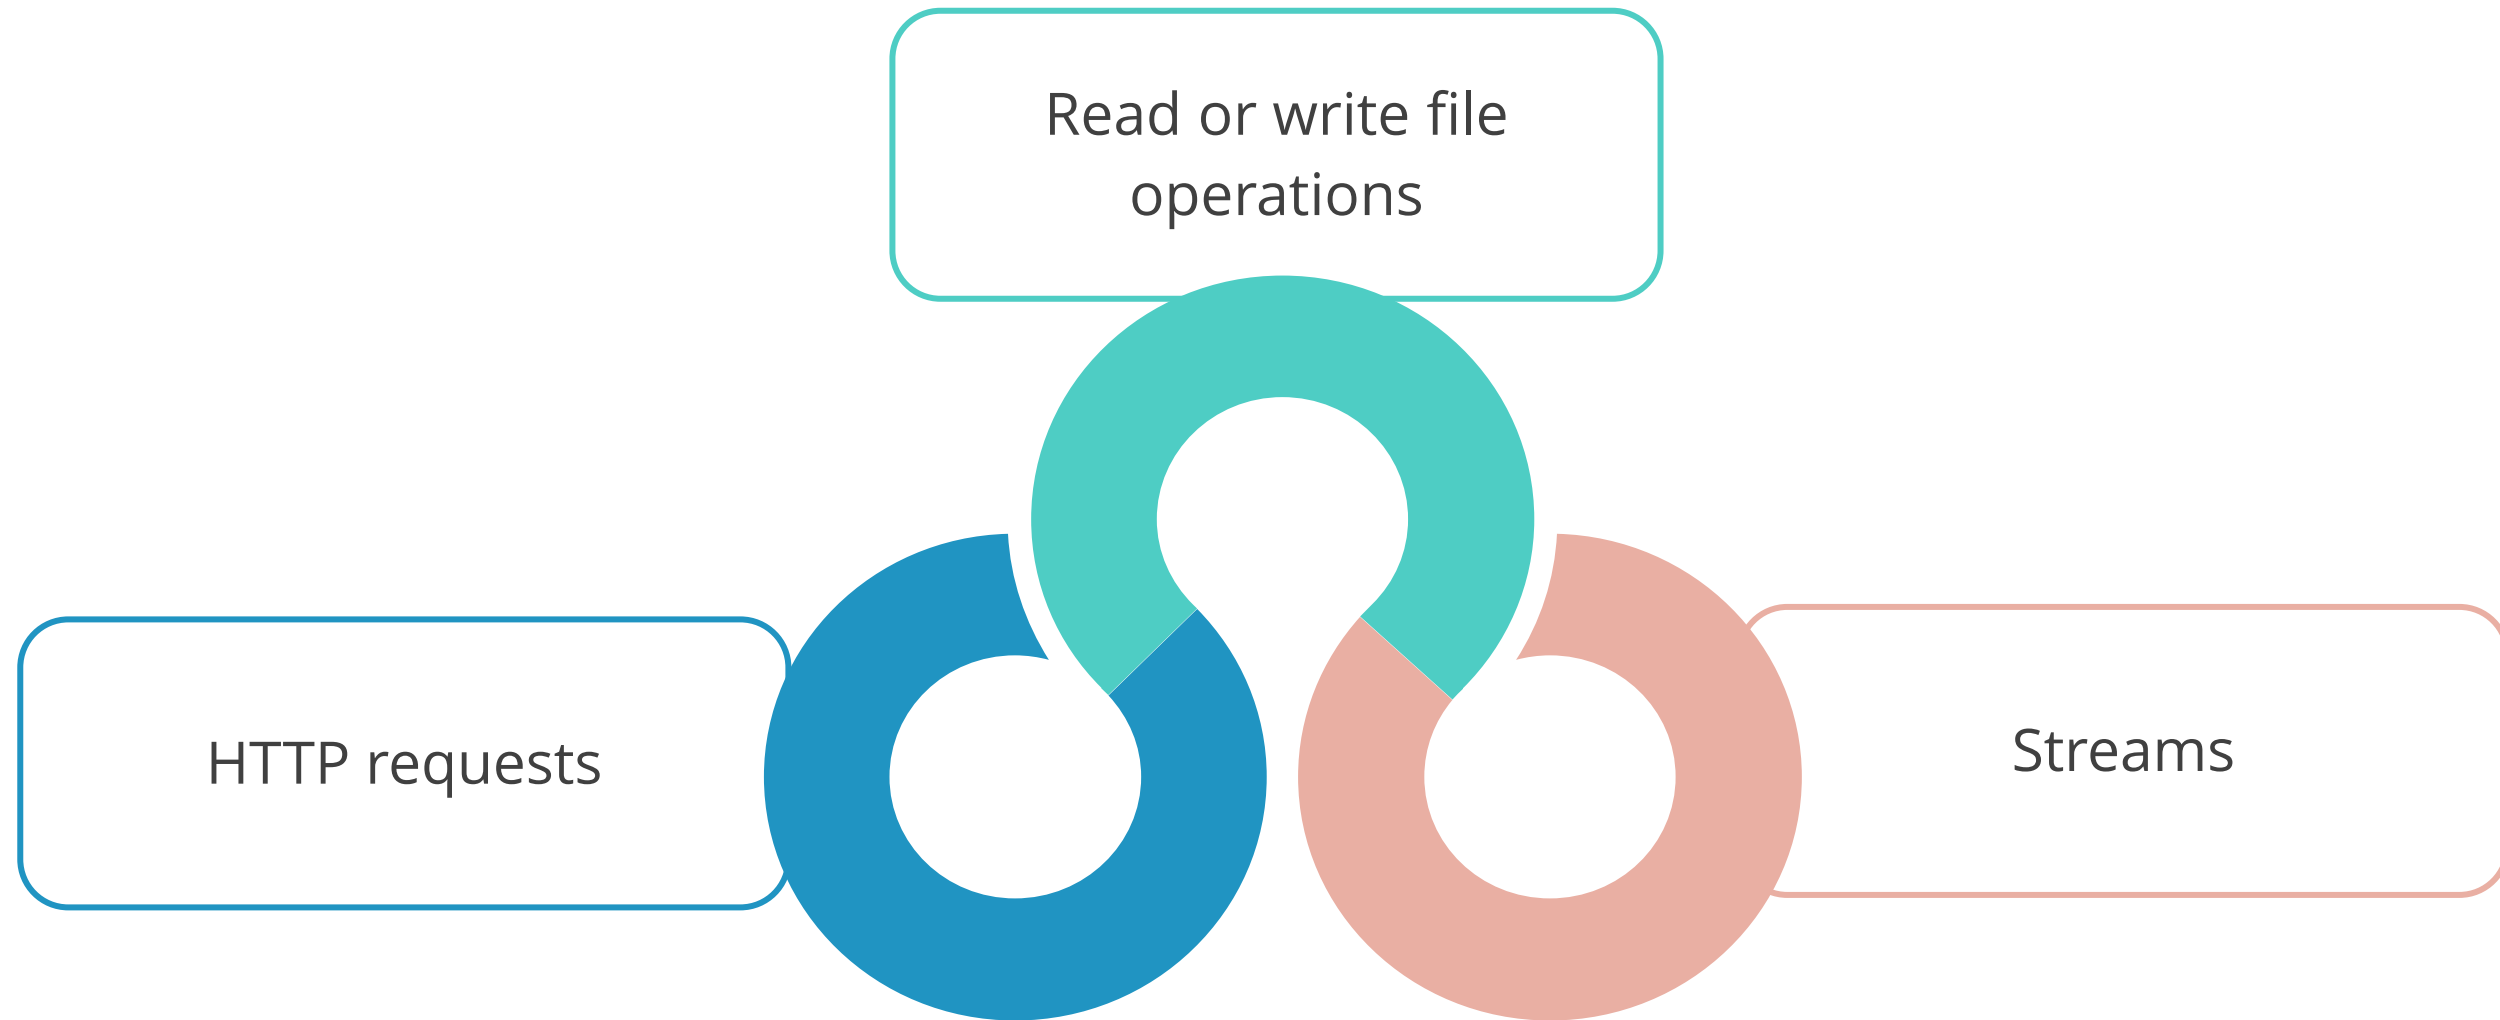 Read or write file
operations
HTTP requests
Streams